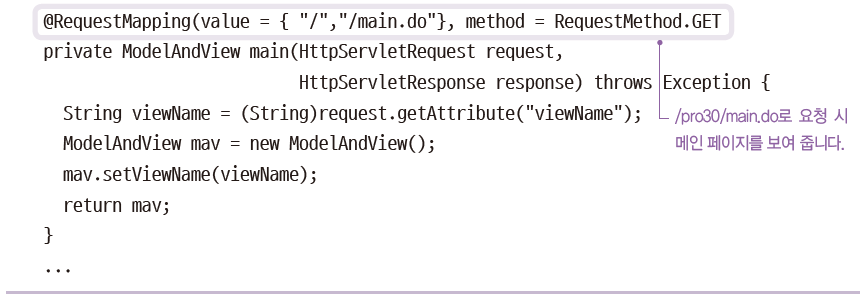 @RequestMapping(value = { "/","/main.do"}, method = RequestMethod.GET
private ModelAndView main(HttpServletRequest request,
HttpServletResponse response) throws Exception {
String viewName = (String)request.getAttribute("viewName");
/pro30/main.do로 요청 시
ModelAndView mav = new ModelAndView();
메인 페이지를 보여 줍니다.
mav.setViewName(viewName);
return mav;
}
...